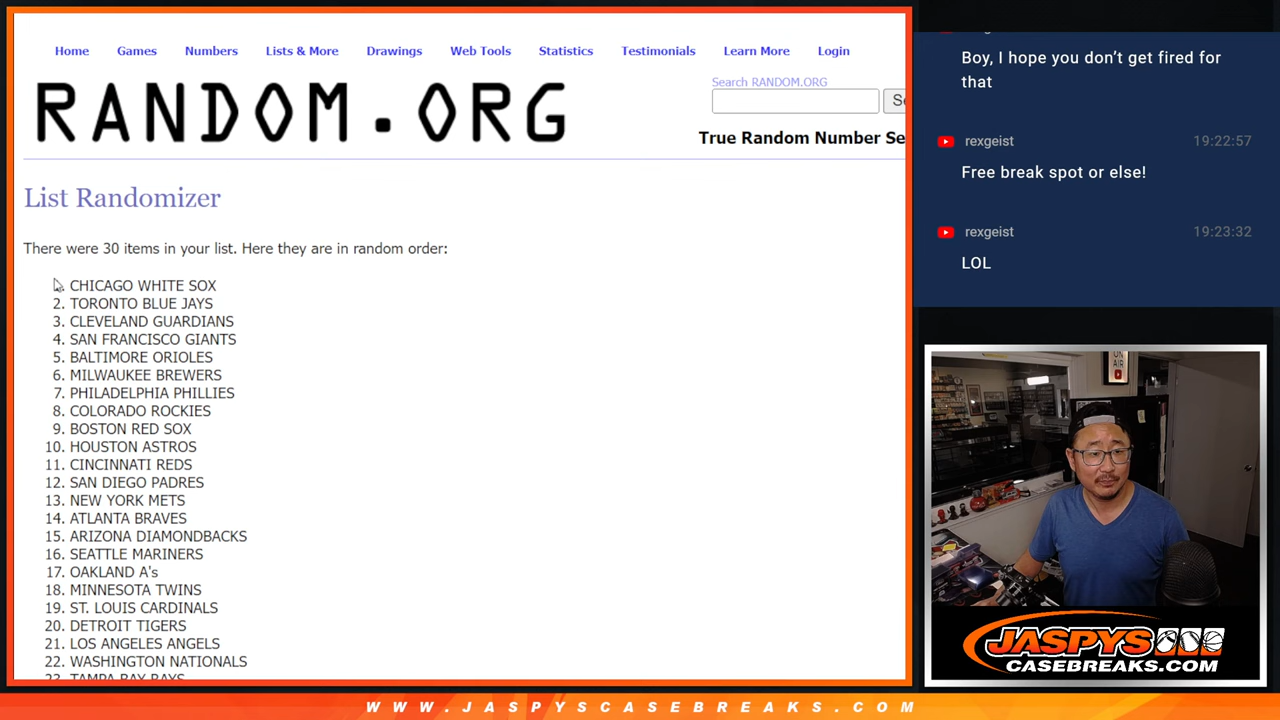 Home Games Numbers Lists & More Drawings Web Tools Statistics Testimonials Learn More Login
Search RANDOM.ORG
RANDOM.ORG
True Random Number Se
List Randomizer
There were 30 items in your list. Here they are in random order:
1. CHICAGO WHITE SOX
2. TORONTO BLUE JAYS
3. CLEVELAND GUARDIANS
4. SAN FRANCISCO GIANTS
5. BALTIMORE ORIOLES
6. MILWAUKEE BREWERS
7. PHILADELPHIA PHILLIES
8. COLORADO ROCKIES
9. BOSTON RED SOX
10. HOUSTON ASTROS
11. CINCINNATI REDS
12. SAN DIEGO PADRES
13. NEW YORK METS
14. ATLANTA BRAVES
15. ARIZONA DIAMONDBACKS
16. SEATTLE MARINERS
17. OAKLAND A's
18. MINNESOTA TWINS
19. ST. LOUIS CARDINALS
20. DETROIT TIGERS
21. LOS ANGELES ANGELS
22. WASHINGTON NATIONALS
23. TAMPA BAY RAYS
Boy, I hope you don't get fired for
that
rexgeist 19:22:57
Free break spot or else!
rexgeist 19:23:32
LOL
ON
AIR
JASPYS
CASEBREAKS.COM
WWW.JASPYSCASEBREAKS.COM